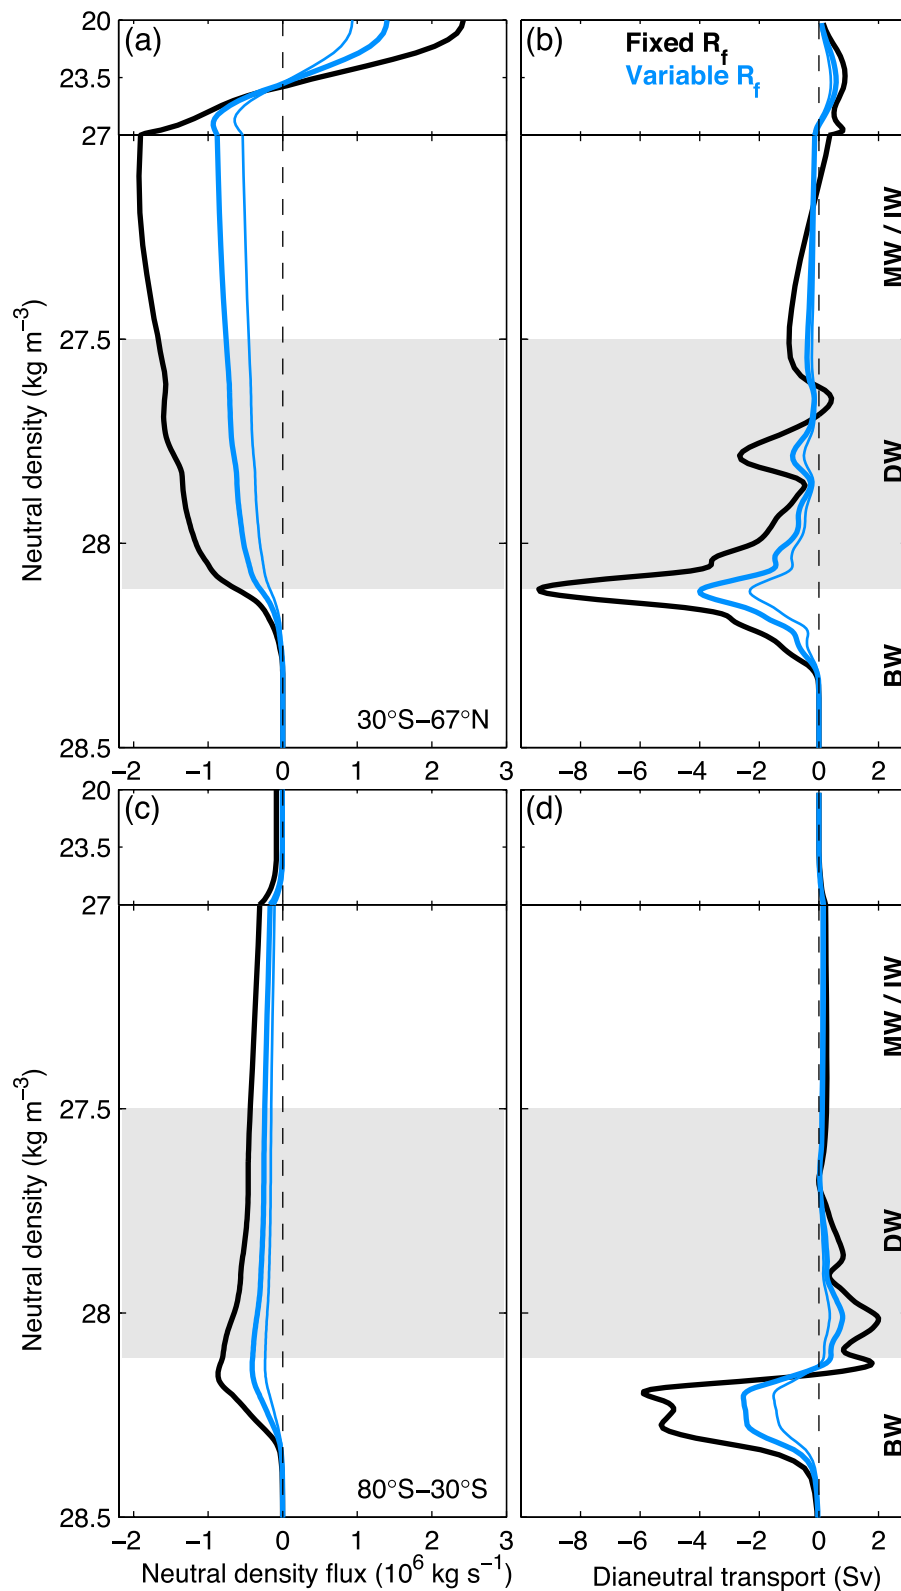 (a)
20
23.5
27
27.5
28
28.5
Neutral density (kg m⁻³)
30°S−67°N
−2 −1 0 1 2 3
(b)
Fixed R_f
Variable R_f
MW / IW
DW
BW
−8 −6 −4 −2 0 2
(c)
20
23.5
27
27.5
28
28.5
Neutral density (kg m⁻³)
80°S−30°S
−2 −1 0 1 2 3
Neutral density flux (10⁶ kg s⁻¹)
(d)
MW / IW
DW
BW
−8 −6 −4 −2 0 2
Dianeutral transport (Sv)